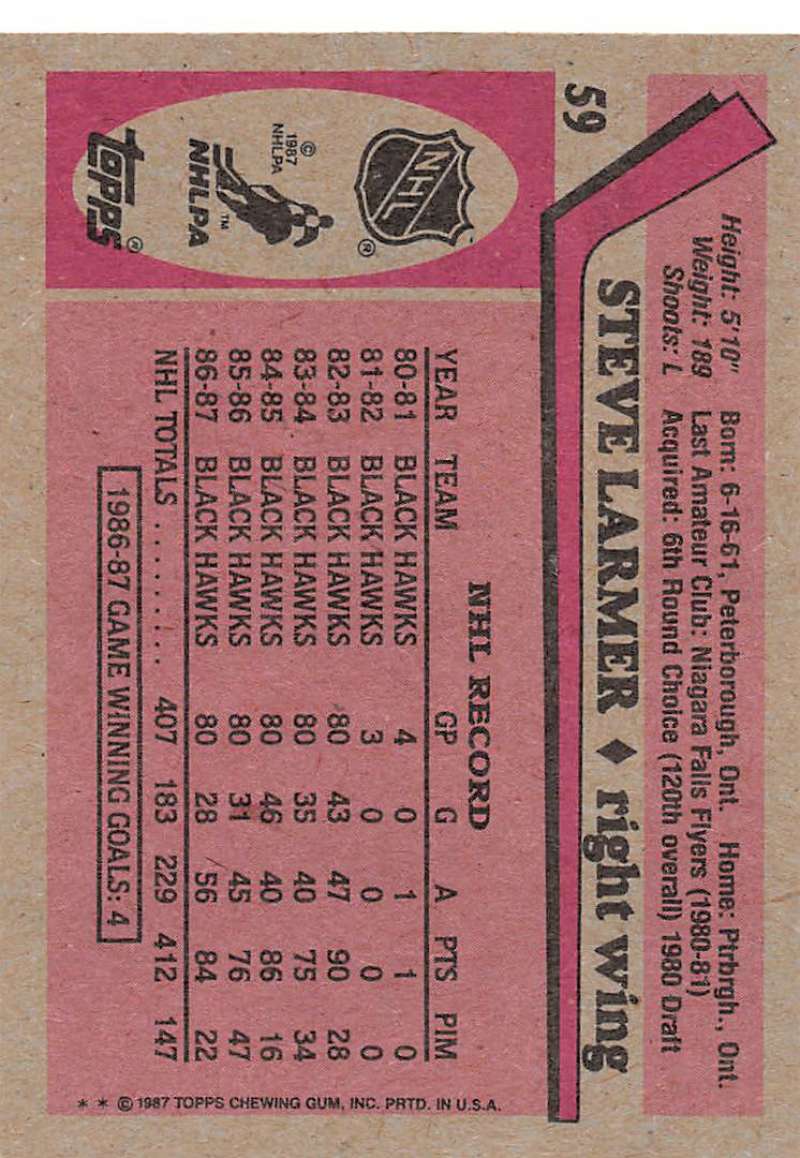 59
Height: 5'10" Born: 6-16-61, Peterborough, Ont. Home: Ptrbrgh., Ont.
Weight: 189 Last Amateur Club: Niagara Falls Flyers (1980-81)
Shoots: L Acquired: 6th Round Choice (120th overall) 1980 Draft
STEVE LARMER ♦ right wing
NHL
®
© 1987 NHLPA
NHLPA ™
TOPPS ®
NHL RECORD
YEAR TEAM GP G A PTS PIM
80-81 BLACK HAWKS 4 0 1 1 0
81-82 BLACK HAWKS 3 0 0 0 0
82-83 BLACK HAWKS 80 43 47 90 28
83-84 BLACK HAWKS 80 35 40 75 34
84-85 BLACK HAWKS 80 46 40 86 16
85-86 BLACK HAWKS 80 31 45 76 47
86-87 BLACK HAWKS 80 28 56 84 22
NHL TOTALS . . . . . . . . . . 407 183 229 412 147
1986-87 GAME WINNING GOALS: 4
* * © 1987 TOPPS CHEWING GUM, INC. PRTD. IN U.S.A.